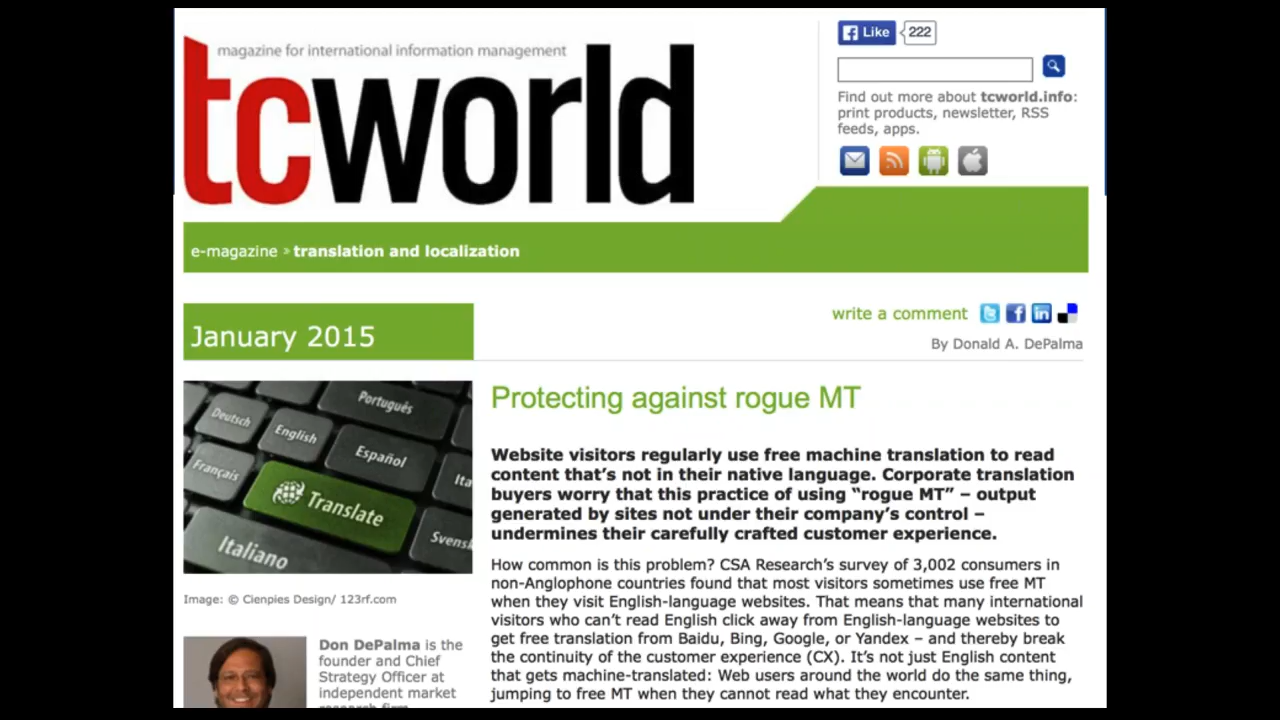 magazine for international information management
tcworld
Like
222
Find out more about tcworld.info:
print products, newsletter, RSS
feeds, apps.
e-magazine » translation and localization
January 2015
write a comment
By Donald A. DePalma
Português
Deutsch
English
Español
Français
Ita
Translate
Svensk
Italiano
Image: © Cienpies Design/ 123rf.com
Don DePalma is the
founder and Chief
Strategy Officer at
independent market
research firm
Protecting against rogue MT
Website visitors regularly use free machine translation to read
content that’s not in their native language. Corporate translation
buyers worry that this practice of using “rogue MT” – output
generated by sites not under their company’s control –
undermines their carefully crafted customer experience.
How common is this problem? CSA Research’s survey of 3,002 consumers in
non-Anglophone countries found that most visitors sometimes use free MT
when they visit English-language websites. That means that many international
visitors who can’t read English click away from English-language websites to
get free translation from Baidu, Bing, Google, or Yandex – and thereby break
the continuity of the customer experience (CX). It’s not just English content
that gets machine-translated: Web users around the world do the same thing,
jumping to free MT when they cannot read what they encounter.